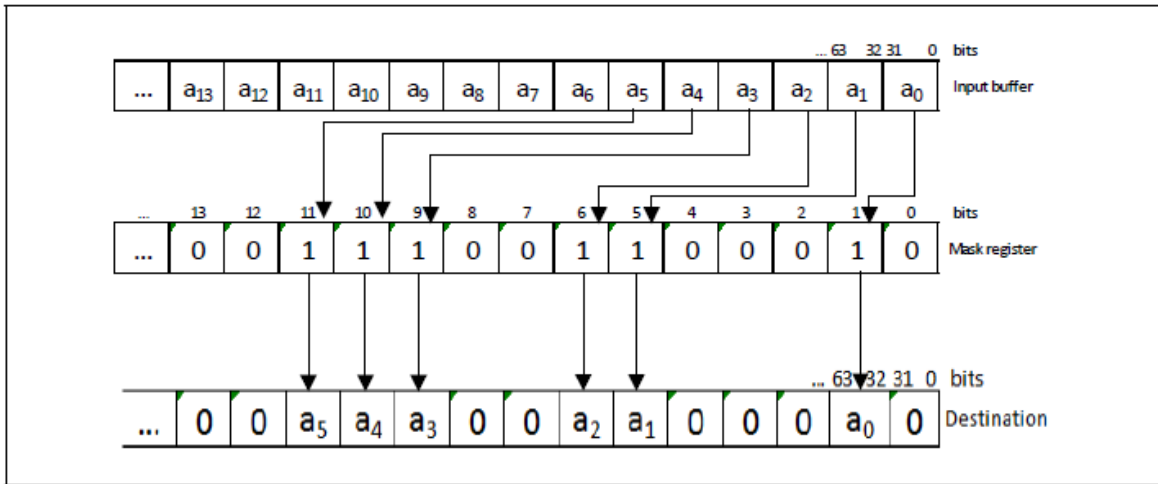 ... 63 32 31 0 bits
... a₁₃ a₁₂ a₁₁ a₁₀ a₉ a₈ a₇ a₆ a₅ a₄ a₃ a₂ a₁ a₀ Input buffer
... 13 12 11 10 9 8 7 6 5 4 3 2 1 0 bits
... 0 0 1 1 1 0 0 1 1 0 0 0 1 0 Mask register
... 63 32 31 0 bits
... 0 0 a₅ a₄ a₃ 0 0 a₂ a₁ 0 0 0 a₀ 0 Destination